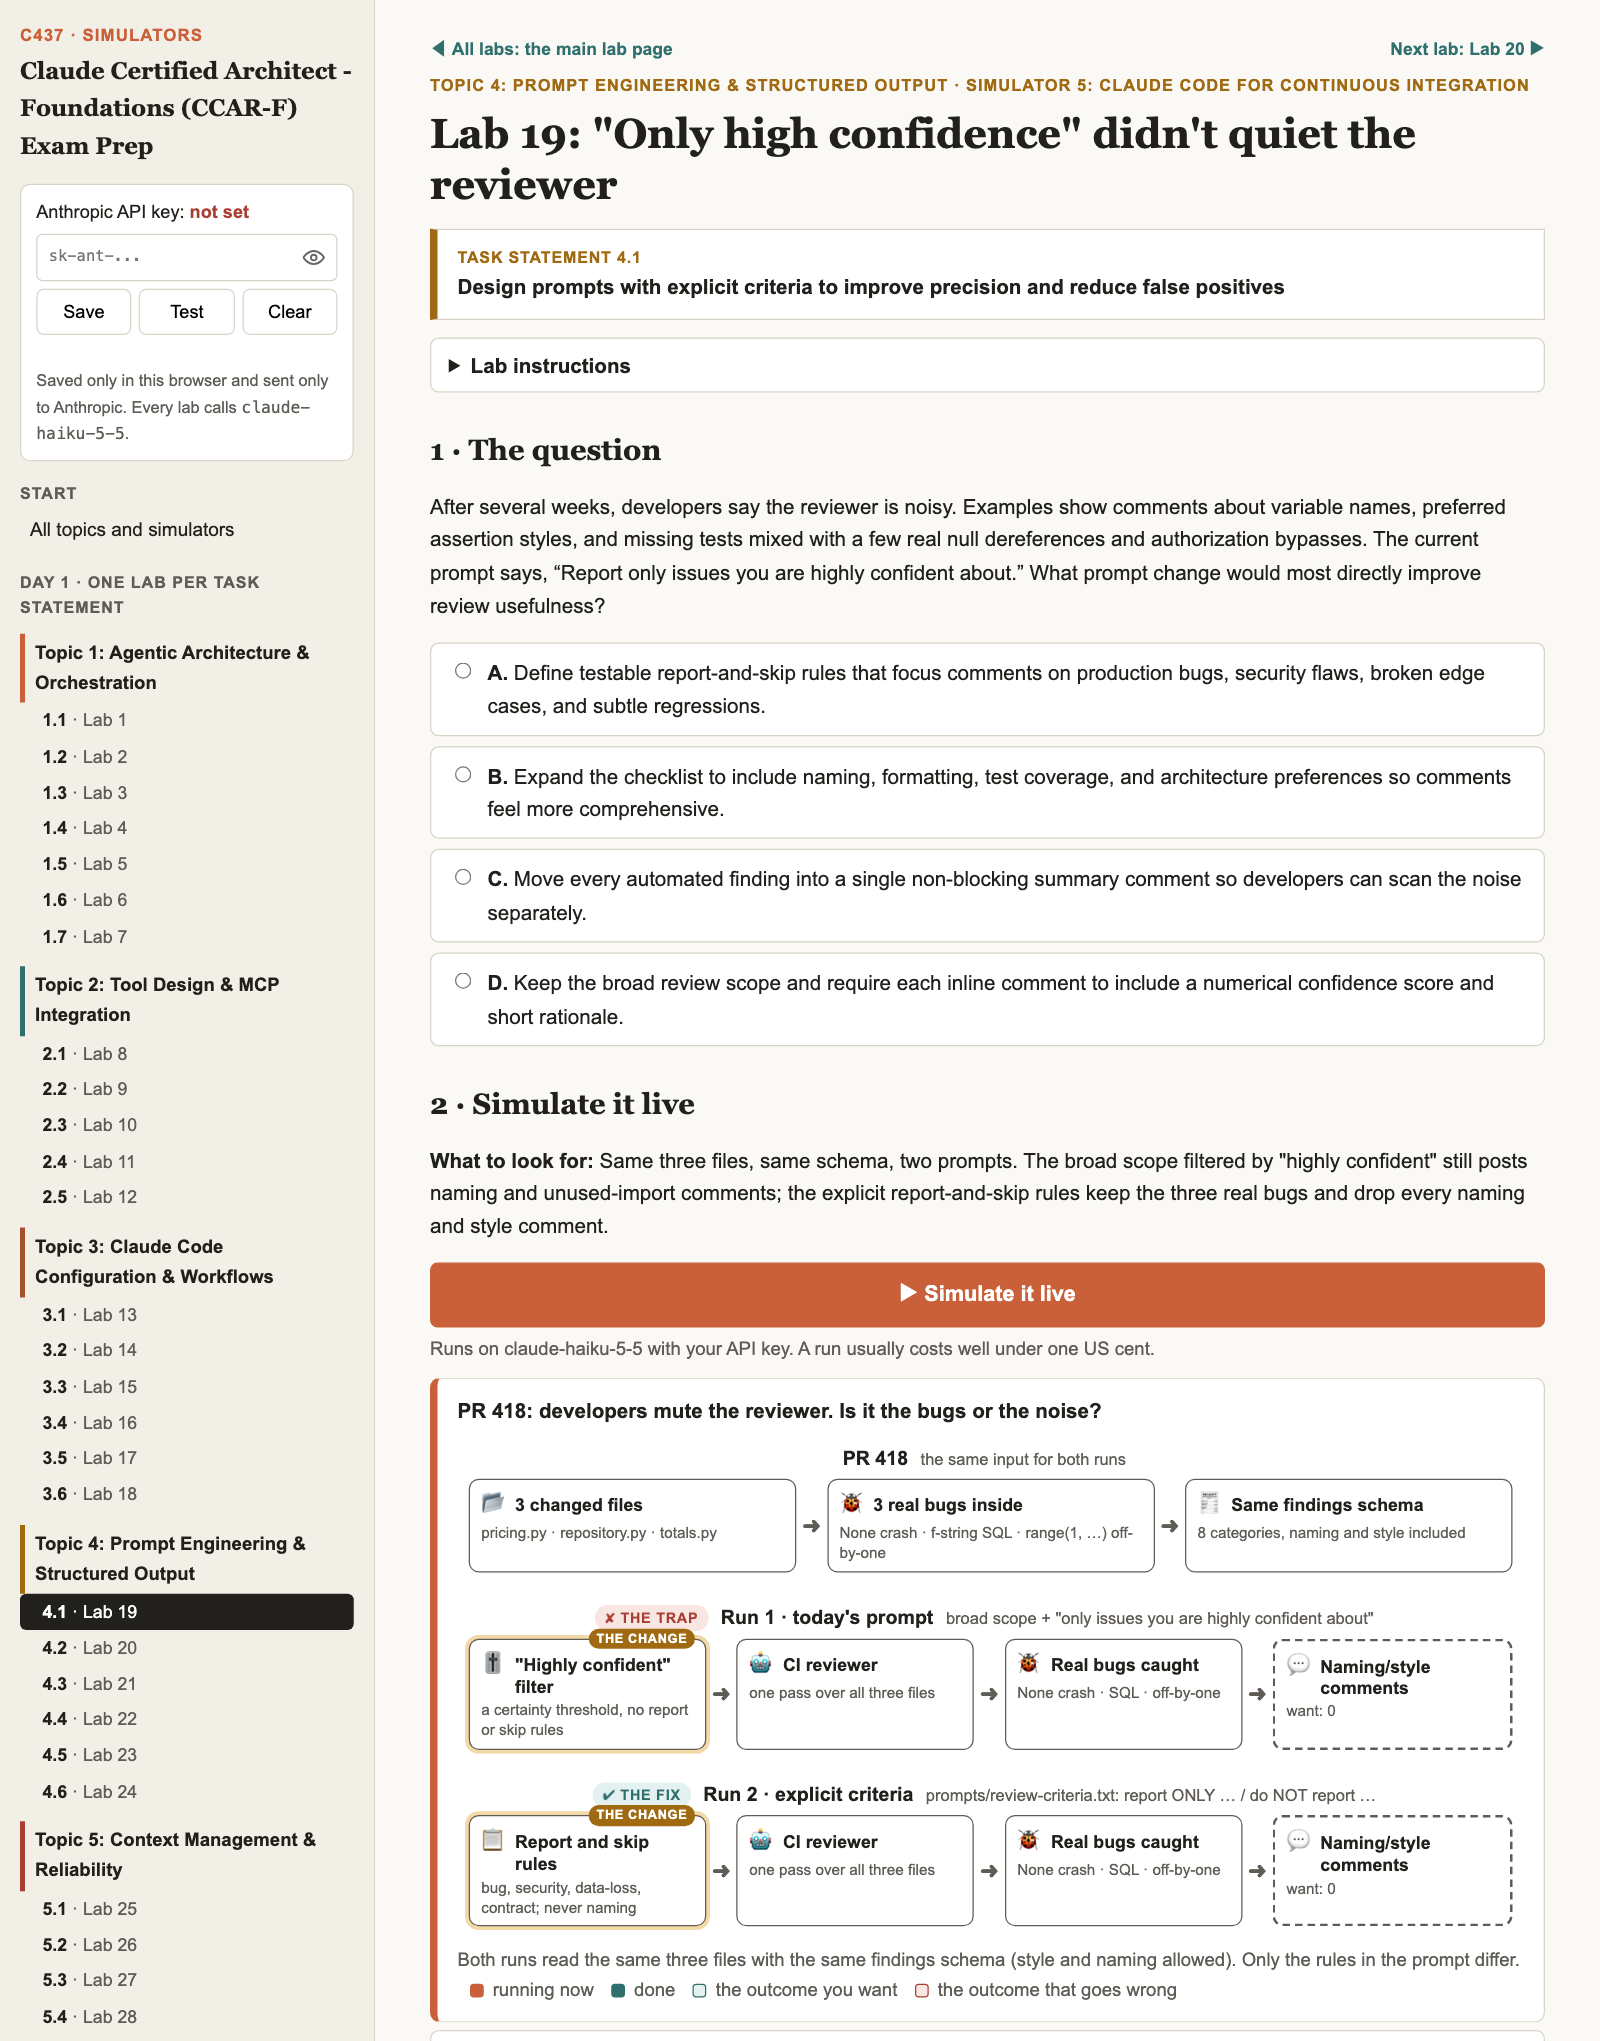 C437 · SIMULATORS
Claude Certified Architect -
Foundations (CCAR-F)
Exam Prep
Anthropic API key: not set
sk-ant-...
Save
Test
Clear
Saved only in this browser and sent only
to Anthropic. Every lab calls claude-
haiku-5-5.
START
All topics and simulators
DAY 1 · ONE LAB PER TASK
STATEMENT
Topic 1: Agentic Architecture &
Orchestration
1.1 · Lab 1
1.2 · Lab 2
1.3 · Lab 3
1.4 · Lab 4
1.5 · Lab 5
1.6 · Lab 6
1.7 · Lab 7
Topic 2: Tool Design & MCP
Integration
2.1 · Lab 8
2.2 · Lab 9
2.3 · Lab 10
2.4 · Lab 11
2.5 · Lab 12
Topic 3: Claude Code
Configuration & Workflows
3.1 · Lab 13
3.2 · Lab 14
3.3 · Lab 15
3.4 · Lab 16
3.5 · Lab 17
3.6 · Lab 18
Topic 4: Prompt Engineering &
Structured Output
4.1 · Lab 19
4.2 · Lab 20
4.3 · Lab 21
4.4 · Lab 22
4.5 · Lab 23
4.6 · Lab 24
Topic 5: Context Management &
Reliability
5.1 · Lab 25
5.2 · Lab 26
5.3 · Lab 27
5.4 · Lab 28
◀ All labs: the main lab page
Next lab: Lab 20 ▶
TOPIC 4: PROMPT ENGINEERING & STRUCTURED OUTPUT · SIMULATOR 5: CLAUDE CODE FOR CONTINUOUS INTEGRATION
Lab 19: "Only high confidence" didn't quiet the
reviewer
TASK STATEMENT 4.1
Design prompts with explicit criteria to improve precision and reduce false positives
▶ Lab instructions
1 · The question
After several weeks, developers say the reviewer is noisy. Examples show comments about variable names, preferred
assertion styles, and missing tests mixed with a few real null dereferences and authorization bypasses. The current
prompt says, “Report only issues you are highly confident about.” What prompt change would most directly improve
review usefulness?
A. Define testable report-and-skip rules that focus comments on production bugs, security flaws, broken edge
cases, and subtle regressions.
B. Expand the checklist to include naming, formatting, test coverage, and architecture preferences so comments
feel more comprehensive.
C. Move every automated finding into a single non-blocking summary comment so developers can scan the noise
separately.
D. Keep the broad review scope and require each inline comment to include a numerical confidence score and
short rationale.
2 · Simulate it live
What to look for: Same three files, same schema, two prompts. The broad scope filtered by "highly confident" still posts
naming and unused-import comments; the explicit report-and-skip rules keep the three real bugs and drop every naming
and style comment.
▶ Simulate it live
Runs on claude-haiku-5-5 with your API key. A run usually costs well under one US cent.
PR 418: developers mute the reviewer. Is it the bugs or the noise?
PR 418 the same input for both runs
3 changed files
pricing.py · repository.py · totals.py
➜
3 real bugs inside
None crash · f-string SQL · range(1, …) off-
by-one
➜
Same findings schema
8 categories, naming and style included
✘ THE TRAP Run 1 · today's prompt broad scope + "only issues you are highly confident about"
THE CHANGE
"Highly confident"
filter
a certainty threshold, no report
or skip rules
➜
CI reviewer
one pass over all three files
➜
Real bugs caught
None crash · SQL · off-by-one
➜
Naming/style
comments
want: 0
✔ THE FIX Run 2 · explicit criteria prompts/review-criteria.txt: report ONLY … / do NOT report …
THE CHANGE
Report and skip
rules
bug, security, data-loss,
contract; never naming
➜
CI reviewer
one pass over all three files
➜
Real bugs caught
None crash · SQL · off-by-one
➜
Naming/style
comments
want: 0
Both runs read the same three files with the same findings schema (style and naming allowed). Only the rules in the prompt differ.
running now done the outcome you want the outcome that goes wrong